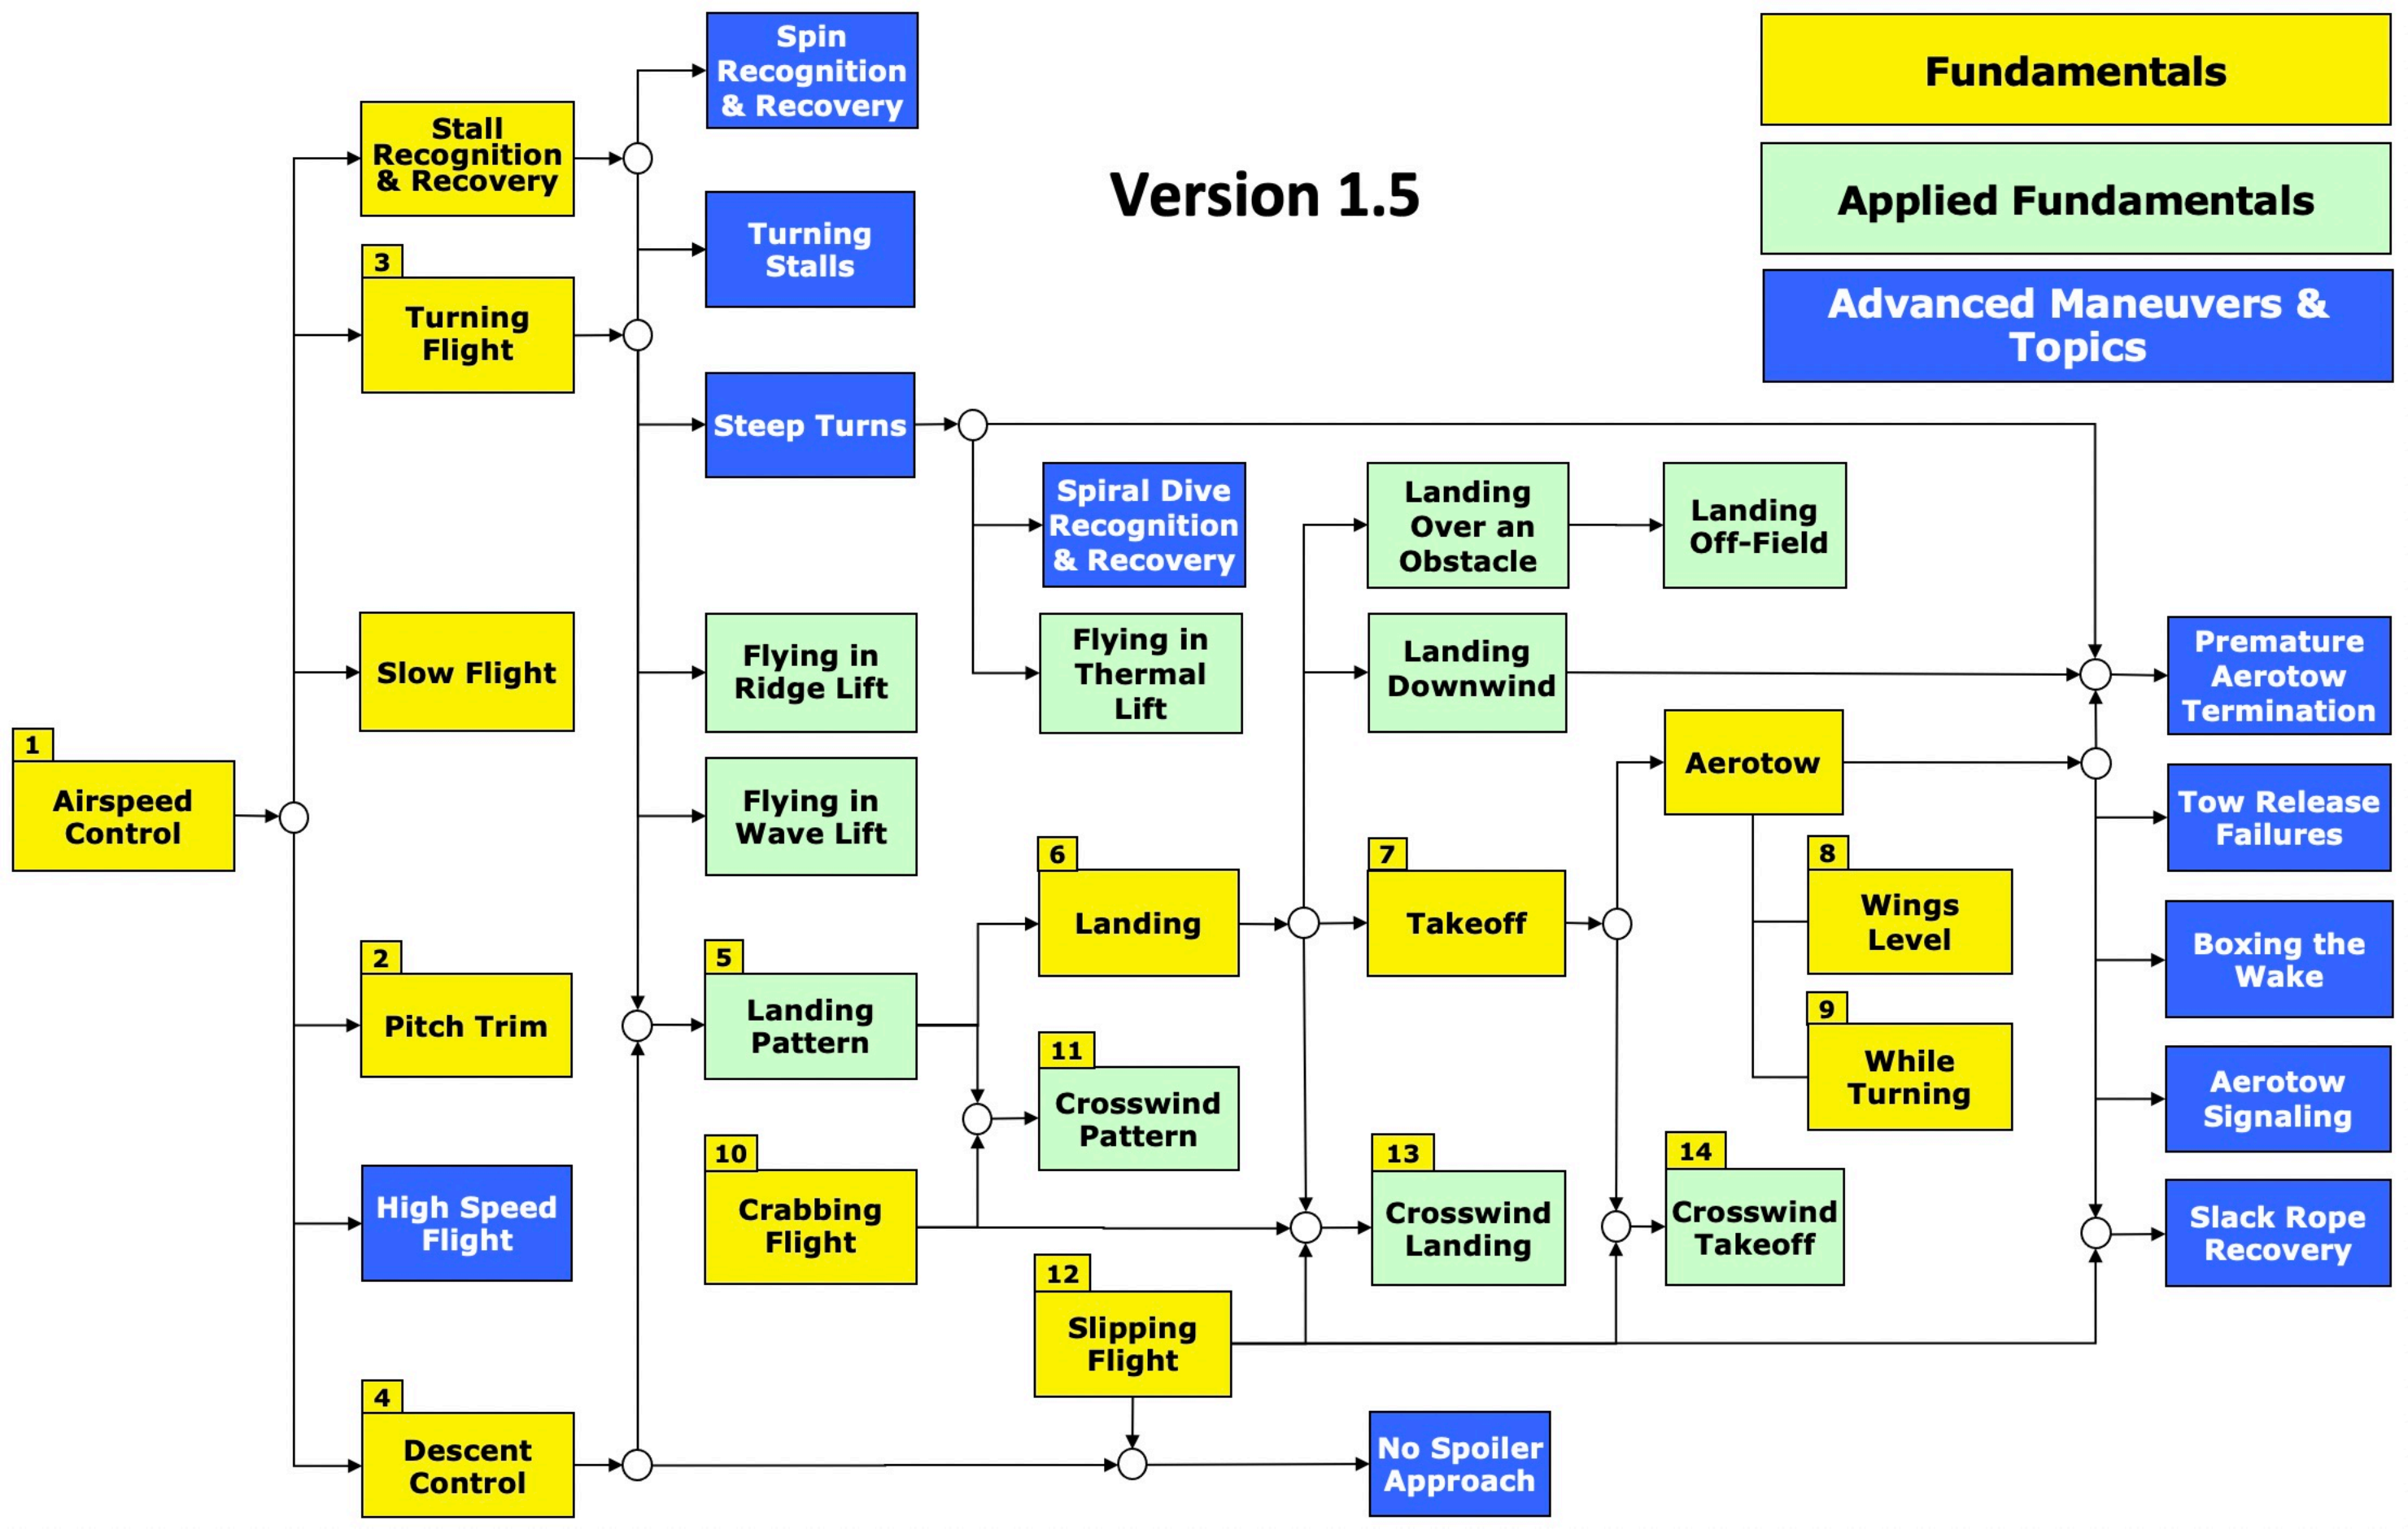 Spin
Recognition
& Recovery
Fundamentals
Stall
Recognition
& Recovery
Version 1.5
Applied Fundamentals
Turning
Stalls
3
Turning
Flight
Advanced Maneuvers &
Topics
Steep Turns
Spiral Dive
Recognition
& Recovery
Landing
Over an
Obstacle
Landing
Off-Field
Slow Flight
Flying in
Ridge Lift
Flying in
Thermal
Lift
Landing
Downwind
Premature
Aerotow
Termination
1
Airspeed
Control
Flying in
Wave Lift
Aerotow
Tow Release
Failures
6
Landing
7
Takeoff
8
Wings
Level
Boxing the
Wake
2
Pitch Trim
5
Landing
Pattern
11
Crosswind
Pattern
9
While
Turning
Aerotow
Signaling
High Speed
Flight
10
Crabbing
Flight
13
Crosswind
Landing
14
Crosswind
Takeoff
Slack Rope
Recovery
12
Slipping
Flight
4
Descent
Control
No Spoiler
Approach